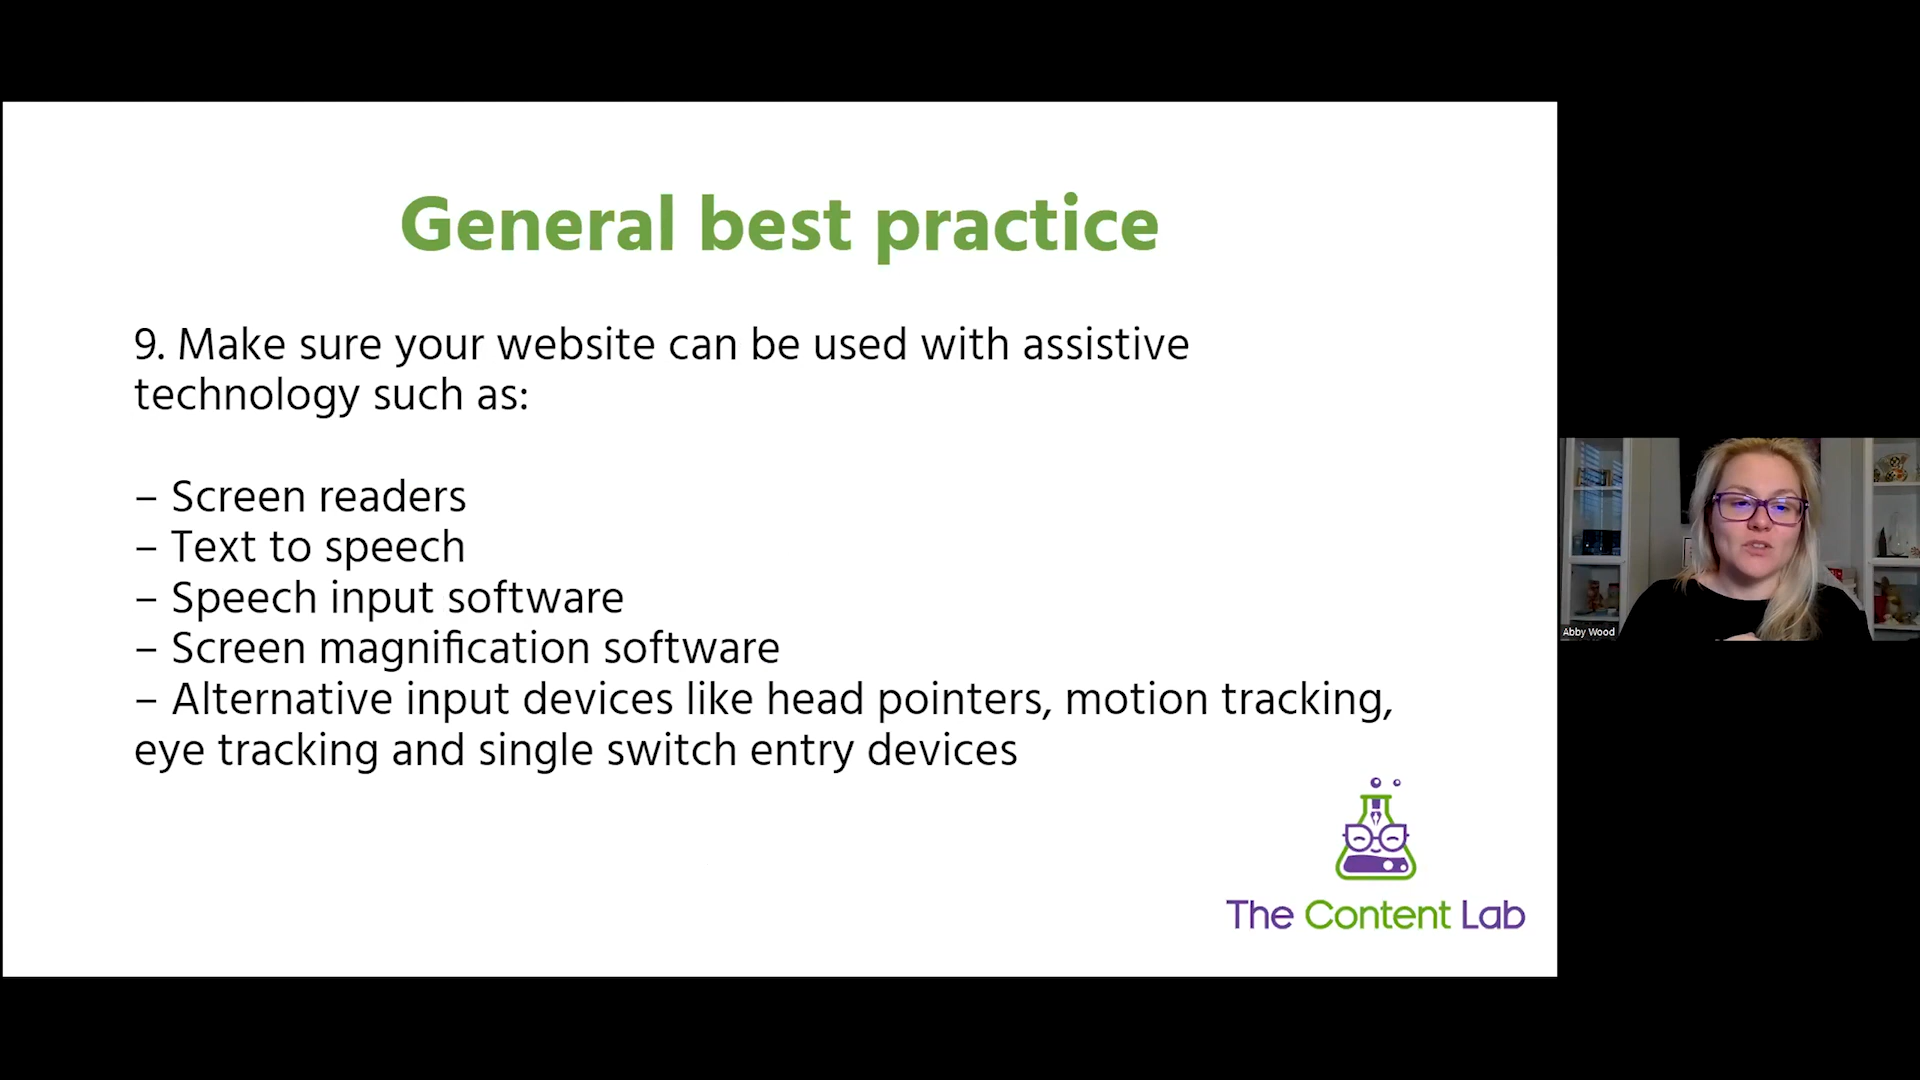 General best practice
9. Make sure your website can be used with assistive
technology such as:
– Screen readers
– Text to speech
– Speech input software
– Screen magnification software
– Alternative input devices like head pointers, motion tracking,
eye tracking and single switch entry devices
The Content Lab
Abby Wood